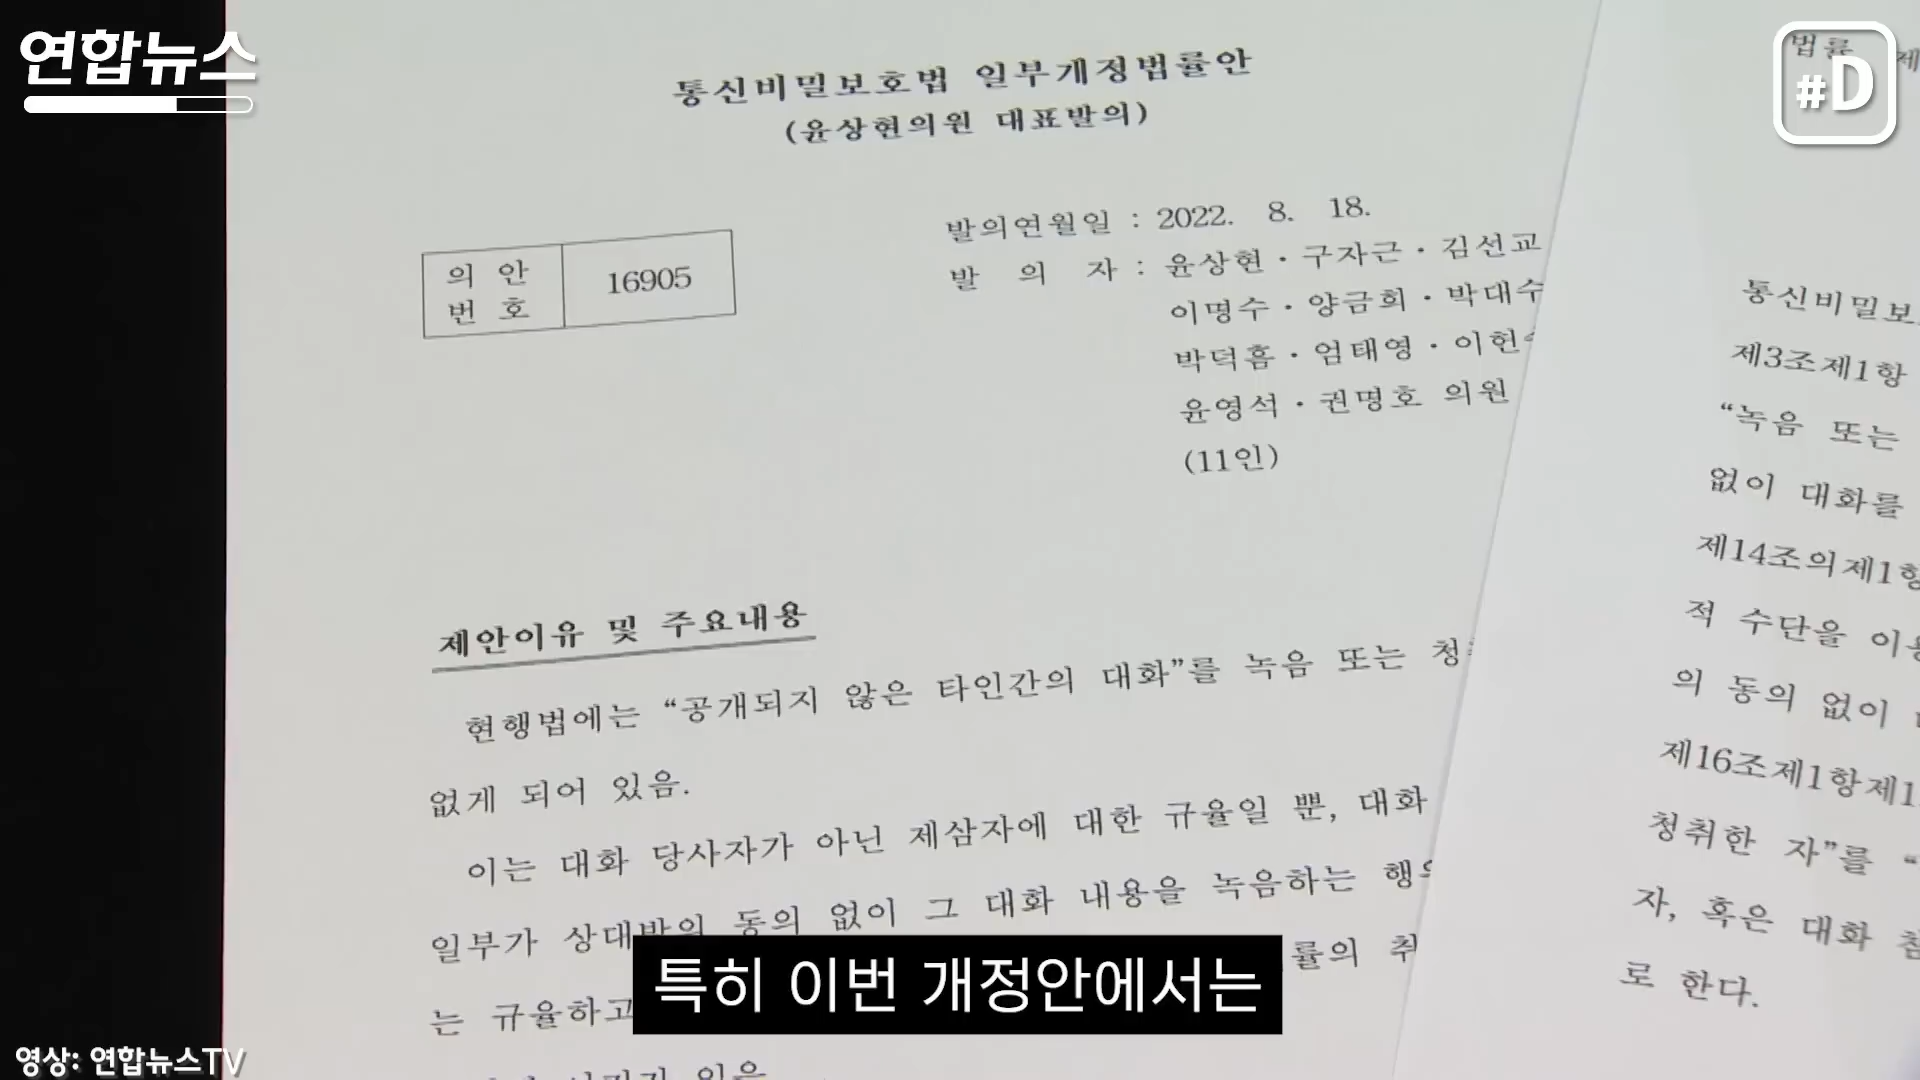 연합뉴스
#D
통신비밀보호법 일부개정법률안
(윤상현의원 대표발의)
의 안
번 호
16905
발의연월일 : 2022. 8. 18.
발 의 자 : 윤상현·구자근·김선교
이명수·양금희·박대수
박덕흠·엄태영·이헌
윤영석·권명호 의원
(11인)
제안이유 및 주요내용
현행법에는 “공개되지 않은 타인간의 대화”를 녹음 또는
없게 되어 있음.
이는 대화 당사자가 아닌 제삼자에 대한 규율일 뿐, 대화
일부가 상대방의 동의 없이 그 대화 내용을 녹음하는
는 규율하고
률의 취
있음
법률
제
통신비밀보
제3조제1항
“녹음 또는
없이 대화를
제14조의제1항
적 수단을 이용
의 동의 없이
제16조제1항제1
청취한 자”를 “
자, 혹은 대화 참
로 한다.
특히 이번 개정안에서는
영상: 연합뉴스TV